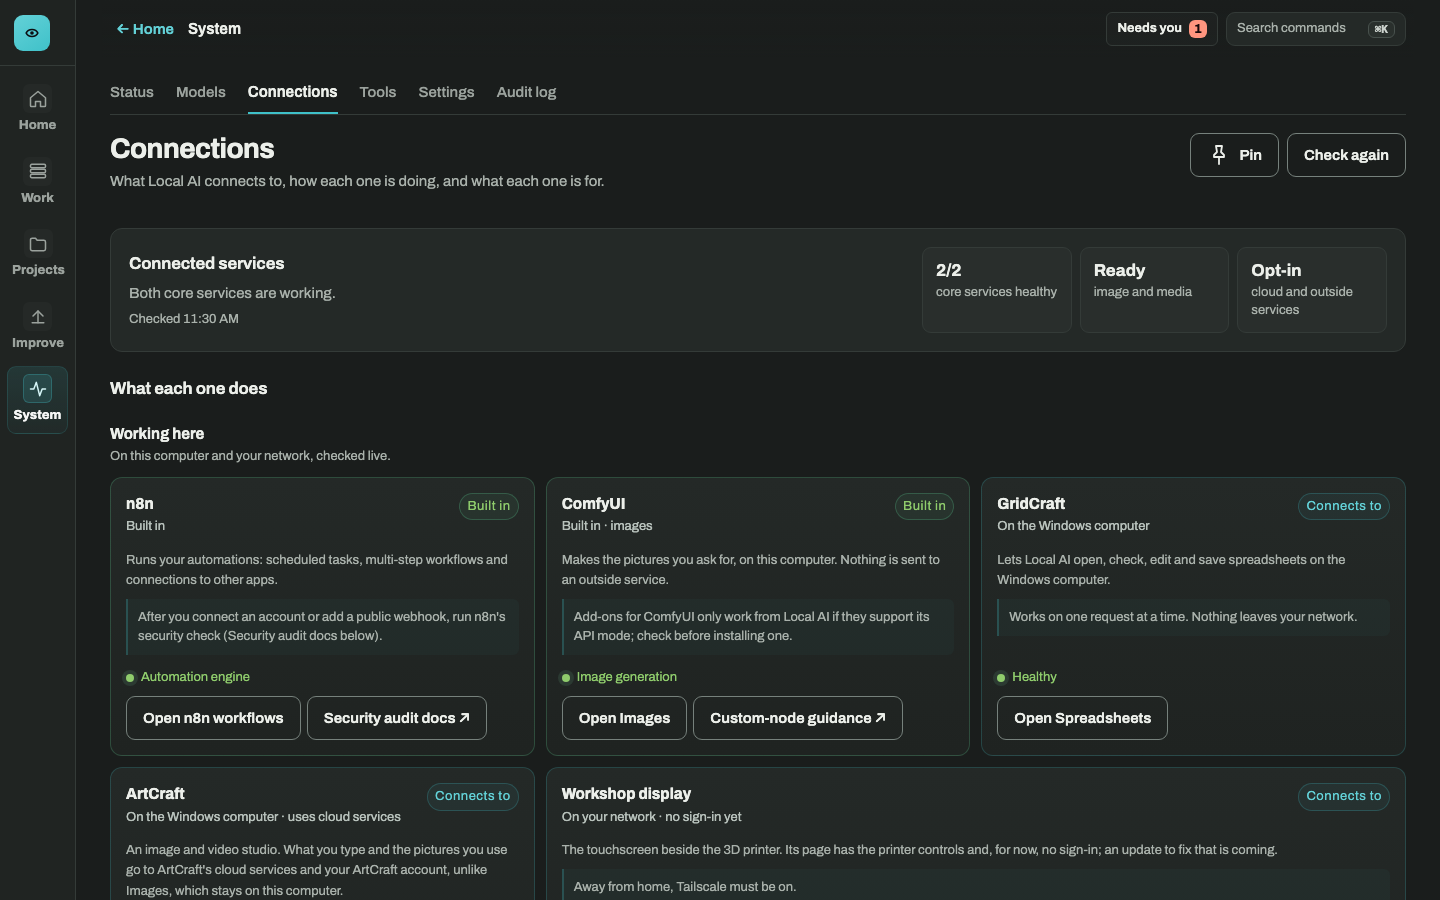 ← Home
System
Needs you 1
Search commands ⌘K
Home
Work
Projects
Improve
System
Status
Models
Connections
Tools
Settings
Audit log
Connections
What Local AI connects to, how each one is doing, and what each one is for.
Pin
Check again
Connected services
Both core services are working.
Checked 11:30 AM
2/2
core services healthy
Ready
image and media
Opt-in
cloud and outside
services
What each one does
Working here
On this computer and your network, checked live.
n8n
Built in
Built in
Runs your automations: scheduled tasks, multi-step workflows and
connections to other apps.
After you connect an account or add a public webhook, run n8n's
security check (Security audit docs below).
Automation engine
Open n8n workflows
Security audit docs ↗
ComfyUI
Built in
Built in · images
Makes the pictures you ask for, on this computer. Nothing is sent to
an outside service.
Add-ons for ComfyUI only work from Local AI if they support its
API mode; check before installing one.
Image generation
Open Images
Custom-node guidance ↗
GridCraft
Connects to
On the Windows computer
Lets Local AI open, check, edit and save spreadsheets on the
Windows computer.
Works on one request at a time. Nothing leaves your network.
Healthy
Open Spreadsheets
ArtCraft
Connects to
On the Windows computer · uses cloud services
An image and video studio. What you type and the pictures you use
go to ArtCraft's cloud services and your ArtCraft account, unlike
Images, which stays on this computer.
Workshop display
Connects to
On your network · no sign-in yet
The touchscreen beside the 3D printer. Its page has the printer controls and, for now, no sign-in; an update to fix that is coming.
Away from home, Tailscale must be on.